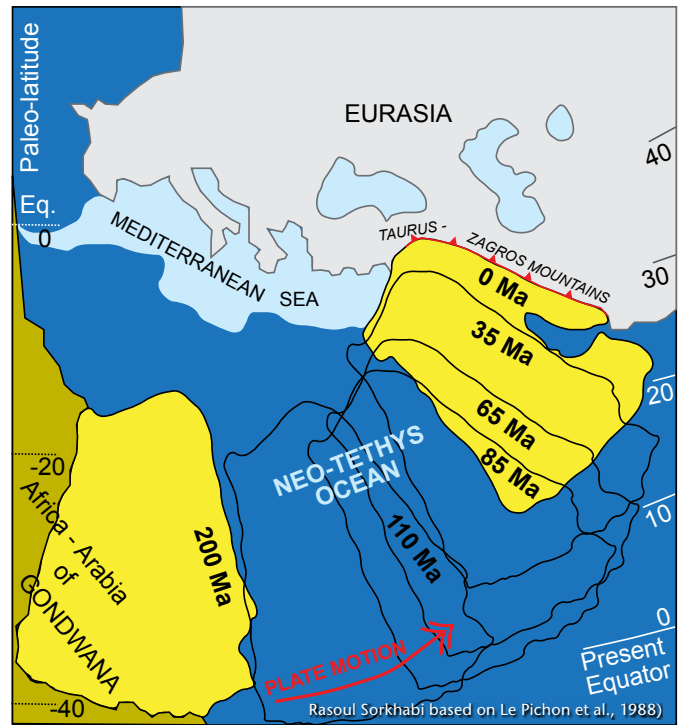 Paleo-latitude
EURASIA
40
Eq.
0
MEDITERRANEAN SEA
TAURUS - ZAGROS MOUNTAINS
30
0 Ma
35 Ma
20
65 Ma
85 Ma
-20
NEO-TETHYS
OCEAN
10
Africa - Arabia
of
GONDWANA
200 Ma
110 Ma
0
Present
Equator
PLATE MOTION
-40
Rasoul Sorkhabi based on Le Pichon et al., 1988)